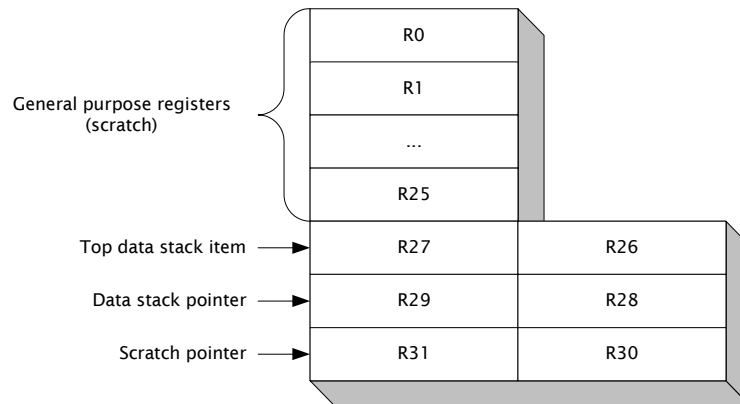 R0
R1
General purpose registers
(scratch)
...
R25
Top data stack item
R27
R26
Data stack pointer
R29
R28
Scratch pointer
R31
R30